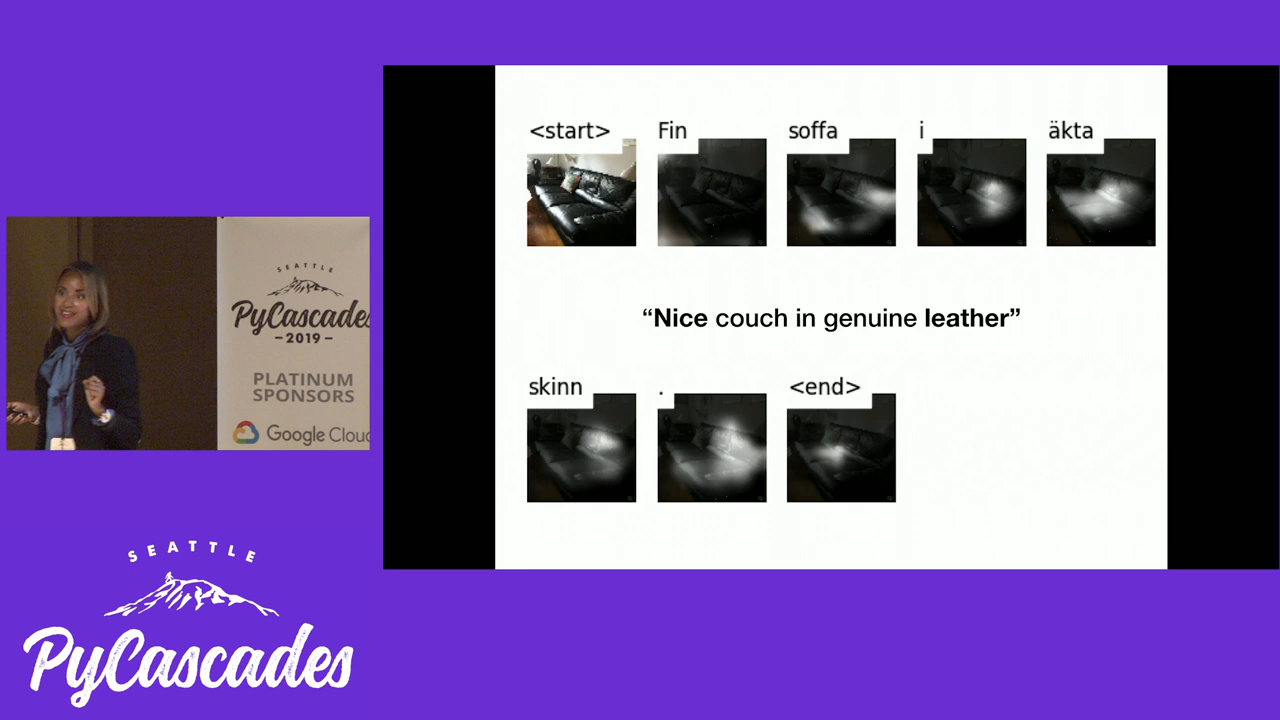 <start> Fin soffa i äkta
“Nice couch in genuine leather”
skinn . <end>
SEATTLE
PyCascades
–2019–
PLATINUM
SPONSORS
Google Clou
SEATTLE
PyCascades